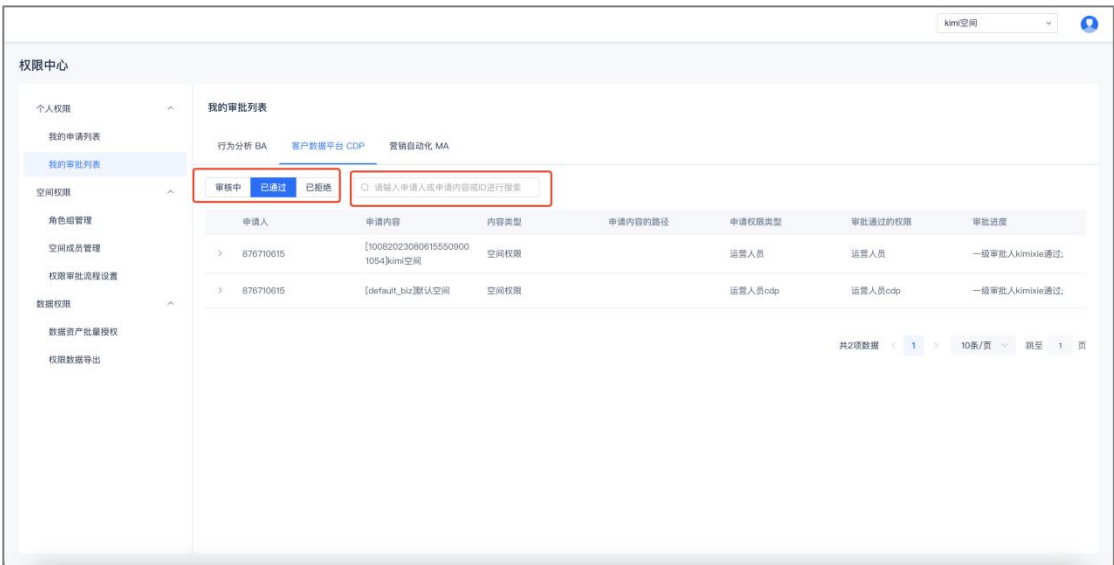 kimi空间
权限中心
个人权限
我的申请列表
我的审批列表
空间权限
角色组管理
空间成员管理
权限审批流程设置
数据权限
数据资产批量授权
权限数据导出
我的审批列表
行为分析 BA 客户数据平台 CDP 营销自动化 MA
审核中 已通过 已拒绝 请输入申请人或申请内容或ID进行搜索
申请人 申请内容 内容类型 申请内容的路径 申请权限类型 审批通过的权限 审批进度
876710615 [10082023080615550900 空间权限 运营人员 运营人员 一级审批人kimixie通过;
1054]kimi空间
876710615 [default_biz]默认空间 空间权限 运营人员cdp 运营人员cdp 一级审批人kimixie通过;
共2项数据 < 1 > 10条/页 跳至 1 页